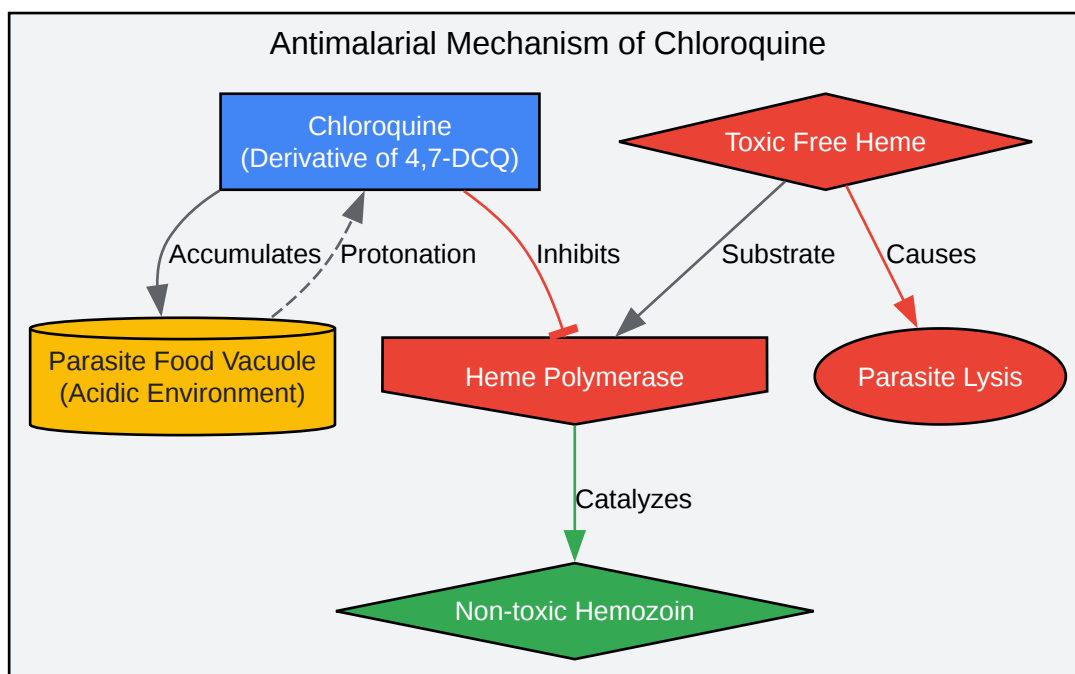 Antimalarial Mechanism of Chloroquine
Chloroquine
(Derivative of 4,7-DCQ)
Toxic Free Heme
Accumulates
Protonation
Inhibits
Substrate
Causes
Parasite Food Vacuole
(Acidic Environment)
Heme Polymerase
Parasite Lysis
Catalyzes
Non-toxic Hemozoin